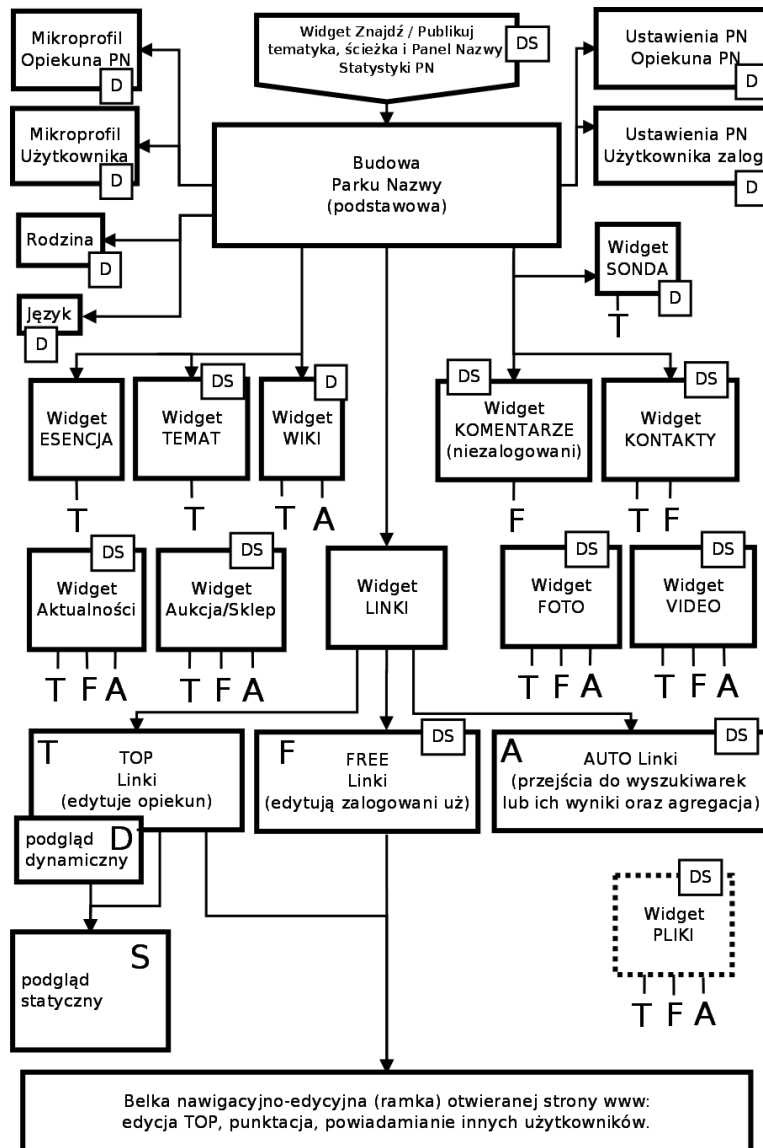 Mikroprofil
Opiekuna PN
D
Widget Znajdź / Publikuj
tematyka, ścieżka i Panel Nazwy
Statystyki PN
DS
Ustawienia PN
Opiekuna PN
D
Mikroprofil
Użytkownika
D
Budowa
Parku Nazwy
(podstawowa)
Ustawienia PN
Użytkownika zalog
D
Rodzina
D
Widget
SONDA
D
T
Język
D
Widget
ESENCJA
T
DS
Widget
TEMAT
T
D
Widget
WIKI
T A
DS
Widget
KOMENTARZE
(niezalogowani)
F
DS
Widget
KONTAKTY
T F
DS
Widget
Aktualności
T F A
DS
Widget
Aukcja/Sklep
T F A
Widget
LINKI
DS
Widget
FOTO
T F A
DS
Widget
VIDEO
T F A
T
TOP
Linki
(edytuje opiekun)
F
DS
FREE
Linki
(edytują zalogowani uż)
A
DS
AUTO Linki
(przejścia do wyszukiwarek
lub ich wyniki oraz agregacja)
D
podgląd
dynamiczny
DS
Widget
PLIKI
T F A
S
podgląd
statyczny
Belka nawigacyjno-edycyjna (ramka) otwieranej strony www:
edycja TOP, punktacja, powiadamianie innych użytkowników.